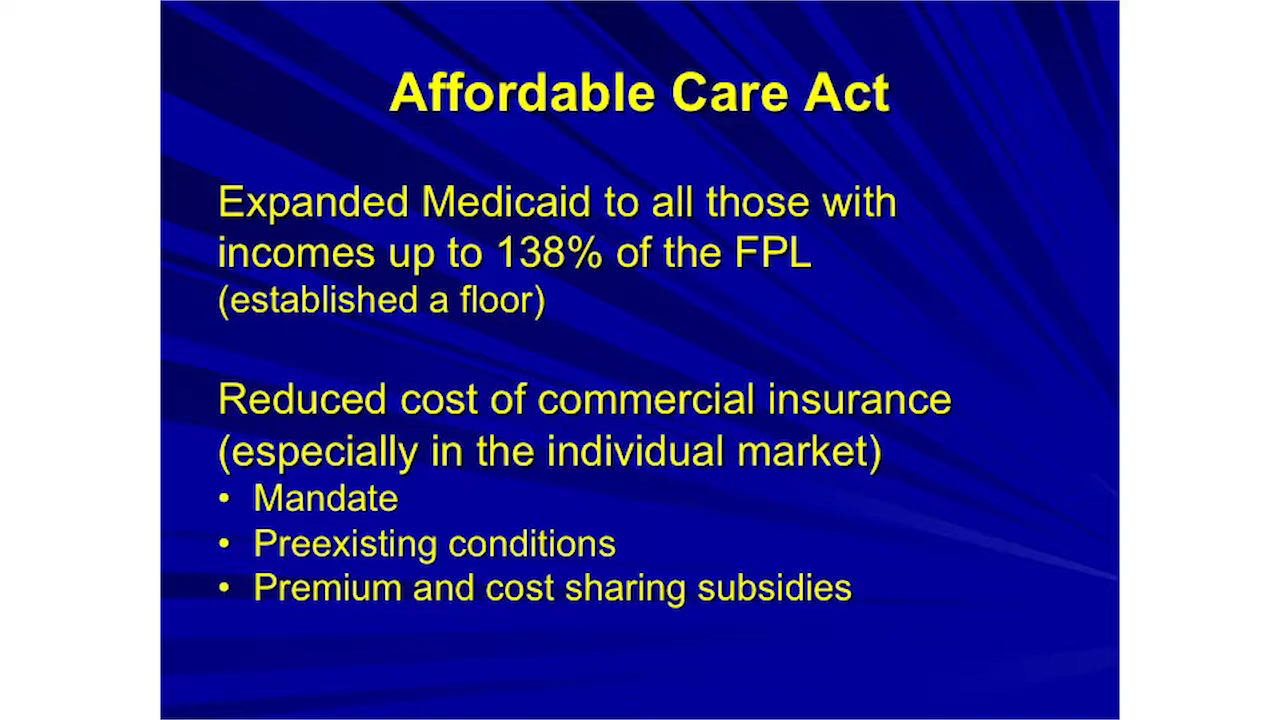 Affordable Care Act
Expanded Medicaid to all those with
incomes up to 138% of the FPL
(established a floor)
Reduced cost of commercial insurance
(especially in the individual market)
• Mandate
• Preexisting conditions
• Premium and cost sharing subsidies